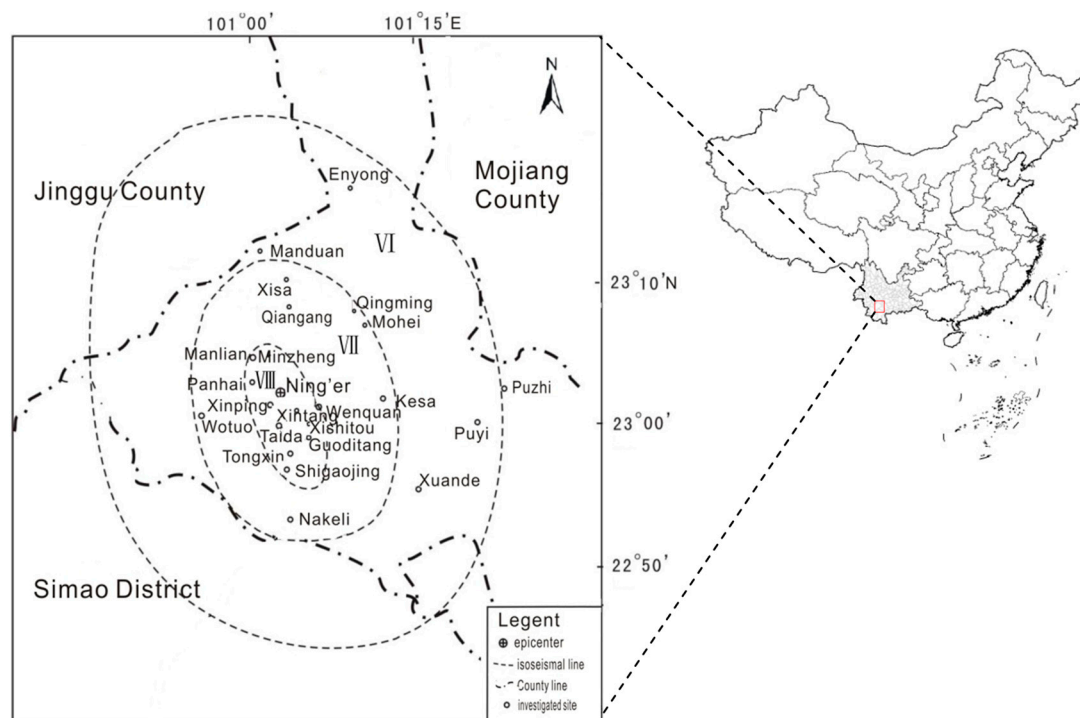 101°00'
101°15'E
N
Enyong
Jinggu County
Mojiang
County
VI
Manduan
23°10'N
Xisa
Qingming
Qiangang
Mohei
VII
Manlian
Minzheng
Panhai
VIII
Ning'er
Puzhi
Kesa
Xinping
Xintang
Wenquan
Wotuo
Xishitou
23°00'
Taida
Puyi
Guoditang
Tongxin
Shigaojing
Xuande
Nakeli
22°50'
Simao District
Legent
epicenter
isoseismal line
County line
investigated site